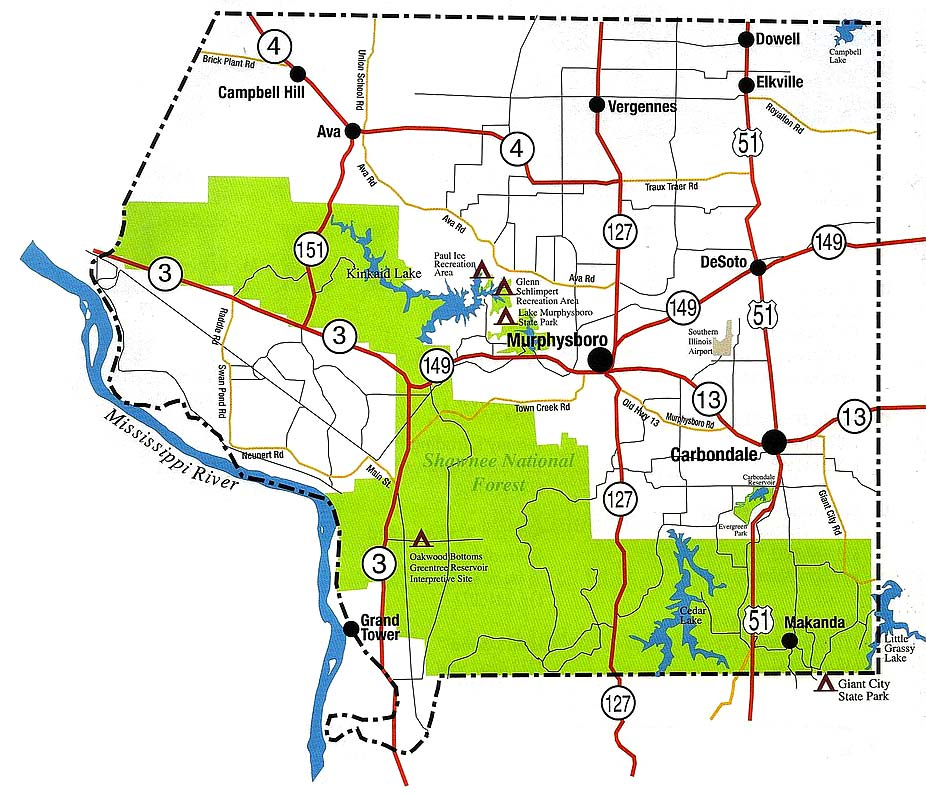 Dowell
4
Campbell
Lake
Brick Plant Rd
Union School Rd
Campbell Hill
Elkville
Vergennes
Royalton Rd
Ava
51
4
Ava Rd
Traux Traer Rd
Ava Rd
127
149
151
Paul Ice
Recreation
Area
DeSoto
3
Kinkaid Lake
Ava Rd
Glenn
Schlimpert
Recreation Area
149
51
Lake Murphysboro
State Park
Raddle Rd
3
Southern
Illinois
Airport
Murphysboro
149
Swan Pond Rd
13
Town Creek Rd
Old Hwy 13
Murphysboro Rd
13
Mississippi River
Neunert Rd
Carbondale
Shawnee National
Forest
Main St.
Carbondale
Reservoir
127
Giant City Rd
Evergreen
Park
Oakwood Bottoms
Greentree Reservoir
Interpretive Site
3
Cedar
Lake
51
Makanda
Grand
Tower
Little
Grassy
Lake
Giant City
State Park
127